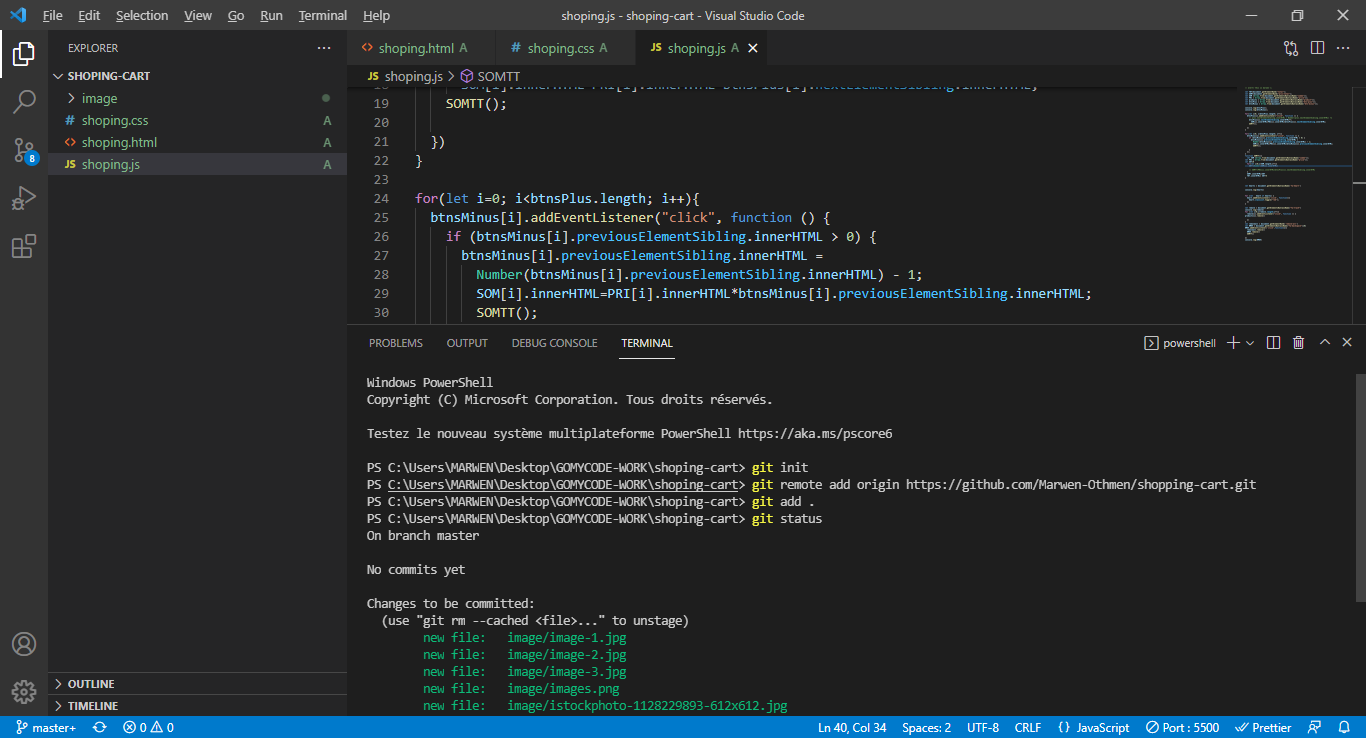 File Edit Selection View Go Run Terminal Help
shoping.js - shoping-cart - Visual Studio Code
EXPLORER
SHOPING-CART
image
shoping.css A
shoping.html A
shoping.js A
OUTLINE
TIMELINE
8
shoping.html A
shoping.css A
JS shoping.js A
JS shoping.js > SOMTT
19 SOMTT();
20
21 })
22 }
23
24 for(let i=0; i<btnsPlus.length; i++){
25 btnsMinus[i].addEventListener("click", function () {
26 if (btnsMinus[i].previousElementSibling.innerHTML > 0) {
27 btnsMinus[i].previousElementSibling.innerHTML =
28 Number(btnsMinus[i].previousElementSibling.innerHTML) - 1;
29 SOM[i].innerHTML=PRI[i].innerHTML*btnsMinus[i].previousElementSibling.innerHTML;
30 SOMTT();
PROBLEMS OUTPUT DEBUG CONSOLE TERMINAL
powershell
Windows PowerShell
Copyright (C) Microsoft Corporation. Tous droits réservés.
Testez le nouveau système multiplateforme PowerShell https://aka.ms/pscore6
PS C:\Users\MARWEN\Desktop\GOMYCODE-WORK\shoping-cart> git init
PS C:\Users\MARWEN\Desktop\GOMYCODE-WORK\shoping-cart> git remote add origin https://github.com/Marwen-Othmen/shopping-cart.git
PS C:\Users\MARWEN\Desktop\GOMYCODE-WORK\shoping-cart> git add .
PS C:\Users\MARWEN\Desktop\GOMYCODE-WORK\shoping-cart> git status
On branch master
No commits yet
Changes to be committed:
(use "git rm --cached <file>..." to unstage)
new file: image/image-1.jpg
new file: image/image-2.jpg
new file: image/image-3.jpg
new file: image/images.png
new file: image/istockphoto-1128229893-612x612.jpg
master+ 0 0
Ln 40, Col 34 Spaces: 2 UTF-8 CRLF {} JavaScript Port : 5500 Prettier